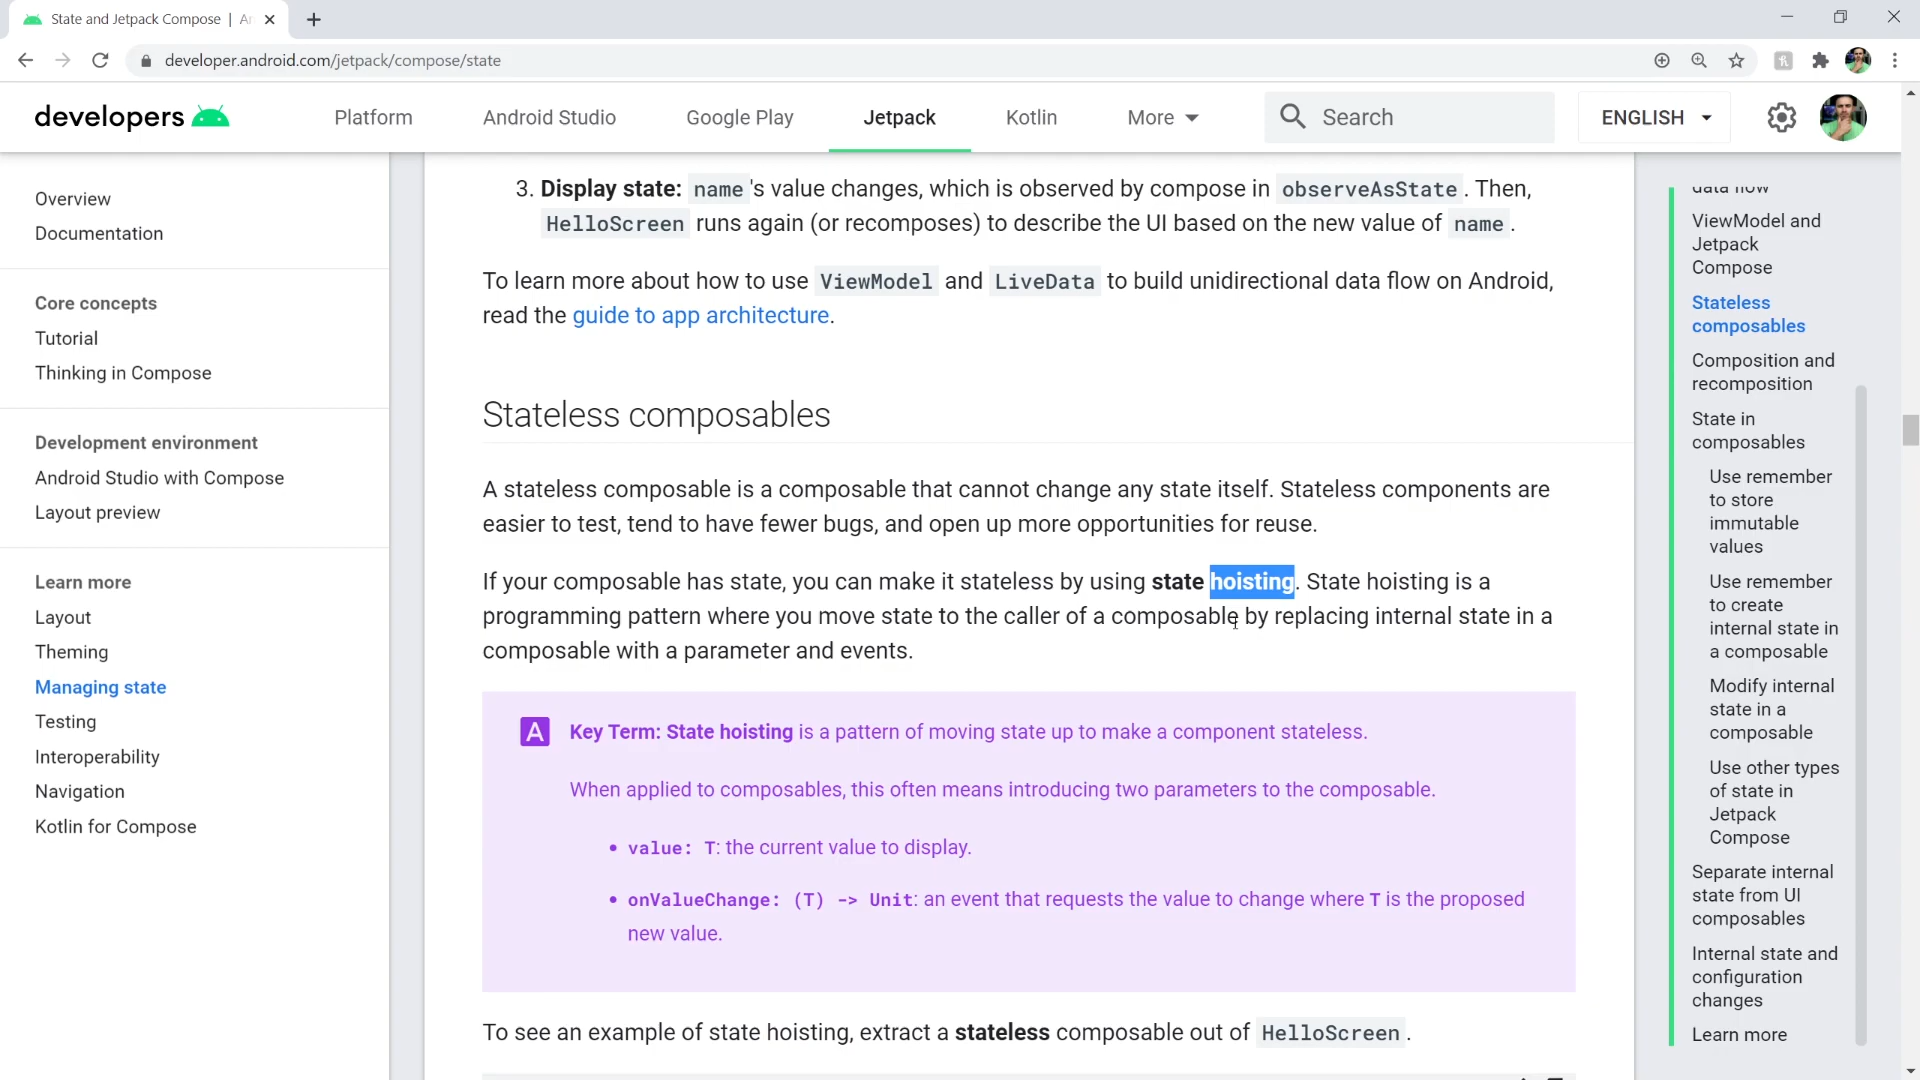 State and Jetpack Compose | 
developer.android.com/jetpack/compose/state
developers
Platform
Android Studio
Google Play
Jetpack
Kotlin
More
Search
ENGLISH
Overview
Documentation
Core concepts
Tutorial
Thinking in Compose
Development environment
Android Studio with Compose
Layout preview
Learn more
Layout
Theming
Managing state
Testing
Interoperability
Navigation
Kotlin for Compose
3. Display state: name 's value changes, which is observed by compose in observeAsState . Then,
HelloScreen runs again (or recomposes) to describe the UI based on the new value of name .
To learn more about how to use ViewModel and LiveData to build unidirectional data flow on Android,
read the guide to app architecture.
Stateless composables
A stateless composable is a composable that cannot change any state itself. Stateless components are
easier to test, tend to have fewer bugs, and open up more opportunities for reuse.
If your composable has state, you can make it stateless by using state hoisting. State hoisting is a
programming pattern where you move state to the caller of a composable by replacing internal state in a
composable with a parameter and events.
A Key Term: State hoisting is a pattern of moving state up to make a component stateless.
When applied to composables, this often means introducing two parameters to the composable.
• value: T: the current value to display.
• onValueChange: (T) -> Unit: an event that requests the value to change where T is the proposed
new value.
To see an example of state hoisting, extract a stateless composable out of HelloScreen .
data flow
ViewModel and
Jetpack
Compose
Stateless
composables
Composition and
recomposition
State in
composables
Use remember
to store
immutable
values
Use remember
to create
internal state in
a composable
Modify internal
state in a
composable
Use other types
of state in
Jetpack
Compose
Separate internal
state from UI
composables
Internal state and
configuration
changes
Learn more